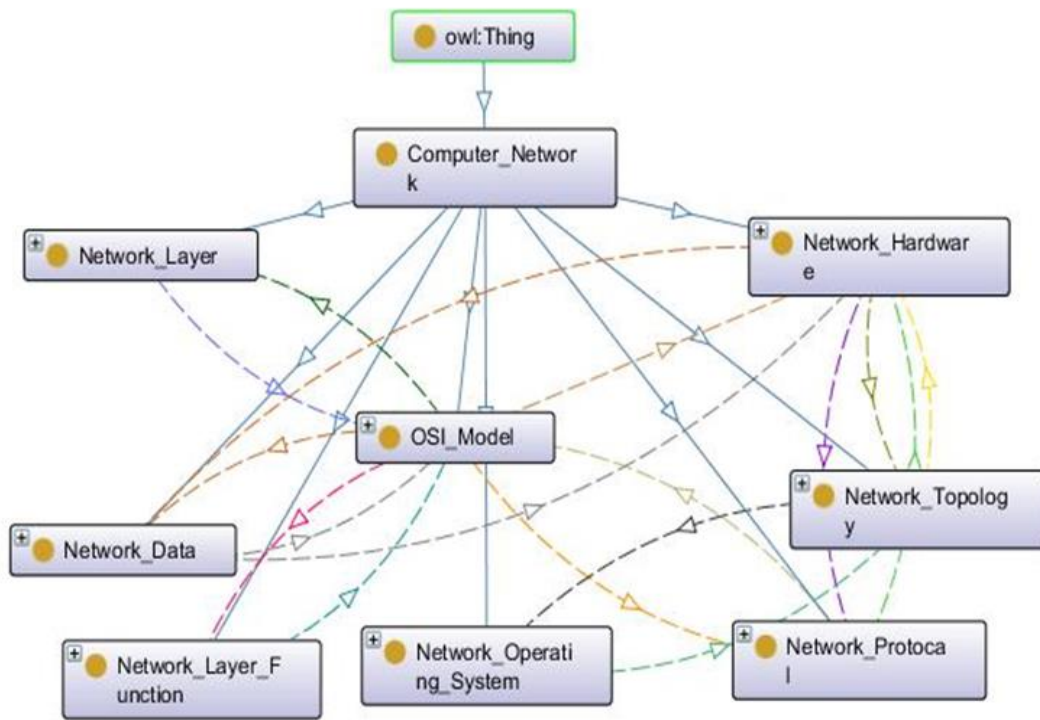 owl:Thing
Computer_Networ
k
Network_Layer
Network_Hardwar
e
OSI_Model
Network_Topolog
y
Network_Data
Network_Layer_F
unction
Network_Operati
ng_System
Network_Protoca
l